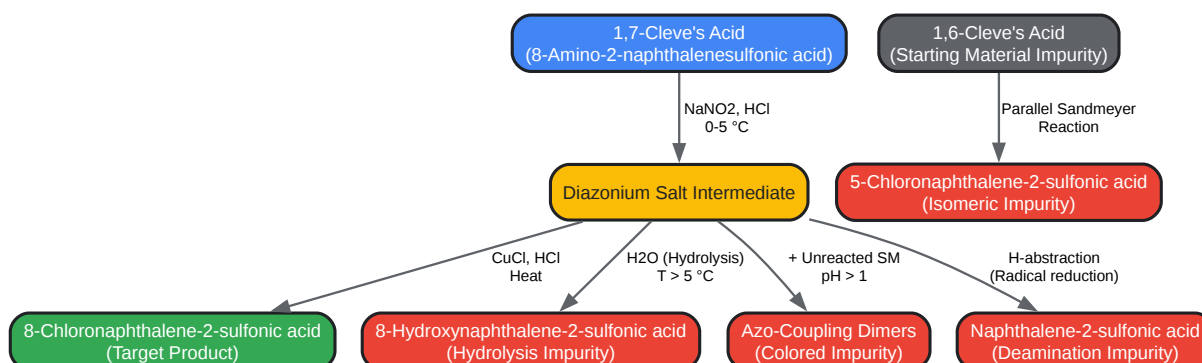 1,7-Cleve's Acid
(8-Amino-2-naphthalenesulfonic acid)
1,6-Cleve's Acid
(Starting Material Impurity)
NaNO2, HCl
0-5 °C
Parallel Sandmeyer
Reaction
Diazonium Salt Intermediate
5-Chloronaphthalene-2-sulfonic acid
(Isomeric Impurity)
CuCl, HCl
Heat
H2O (Hydrolysis)
T > 5 °C
+ Unreacted SM
pH > 1
H-abstraction
(Radical reduction)
8-Chloronaphthalene-2-sulfonic acid
(Target Product)
8-Hydroxynaphthalene-2-sulfonic acid
(Hydrolysis Impurity)
Azo-Coupling Dimers
(Colored Impurity)
Naphthalene-2-sulfonic acid
(Deamination Impurity)